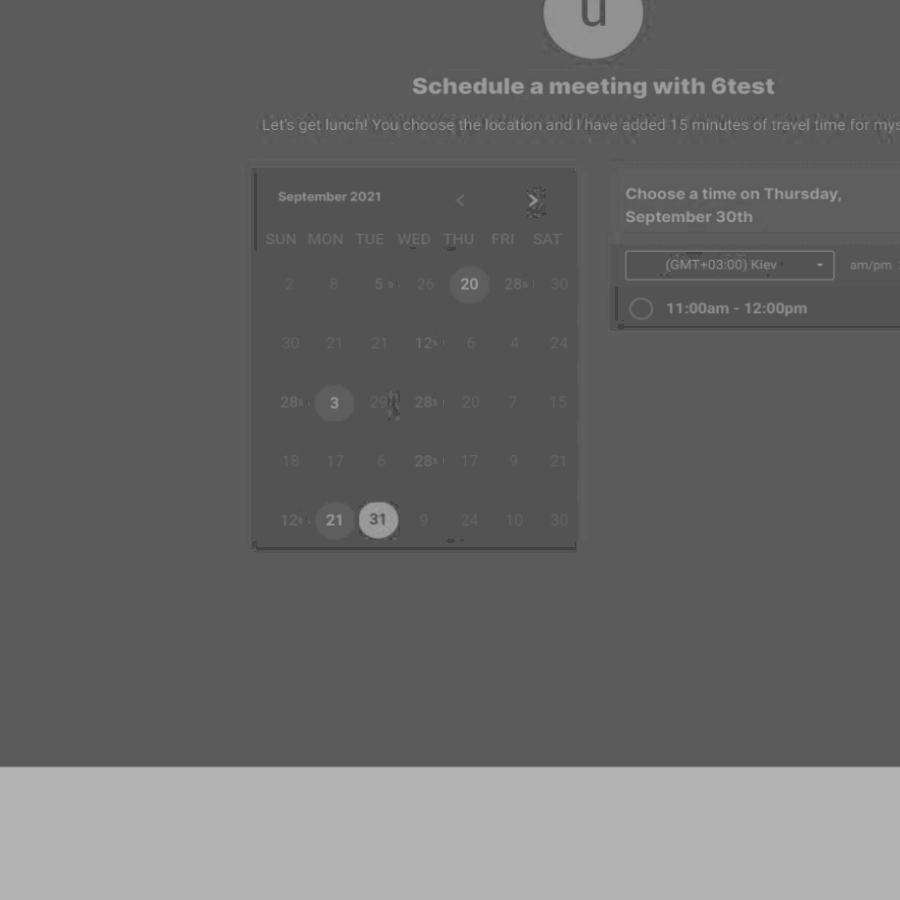 u
Schedule a meeting with 6test
Let's get lunch! You choose the location and I have added 15 minutes of travel time for mys
September 2021
SUN MON TUE WED THU FRI SAT
2 8 5 26 20 28 30
30 21 21 12 6 4 24
28 3 29 28 20 7 15
18 17 6 28 17 9 21
12 21 31 9 24 10 30
Choose a time on Thursday,
September 30th
(GMT+03:00) Kiev am/pm
11:00am - 12:00pm